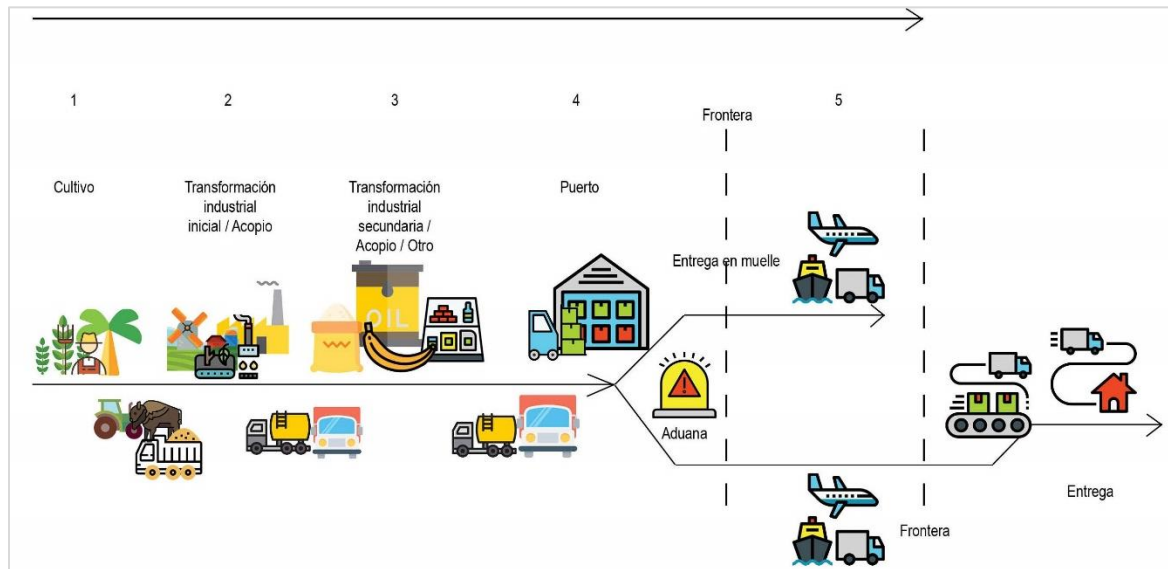 1
2
3
4
5
Frontera
Cultivo
Transformación
industrial
inicial / Acopio
Transformación
industrial
secundaria /
Acopio / Otro
Puerto
Entrega en muelle
OIL
Aduana
Entrega
Frontera